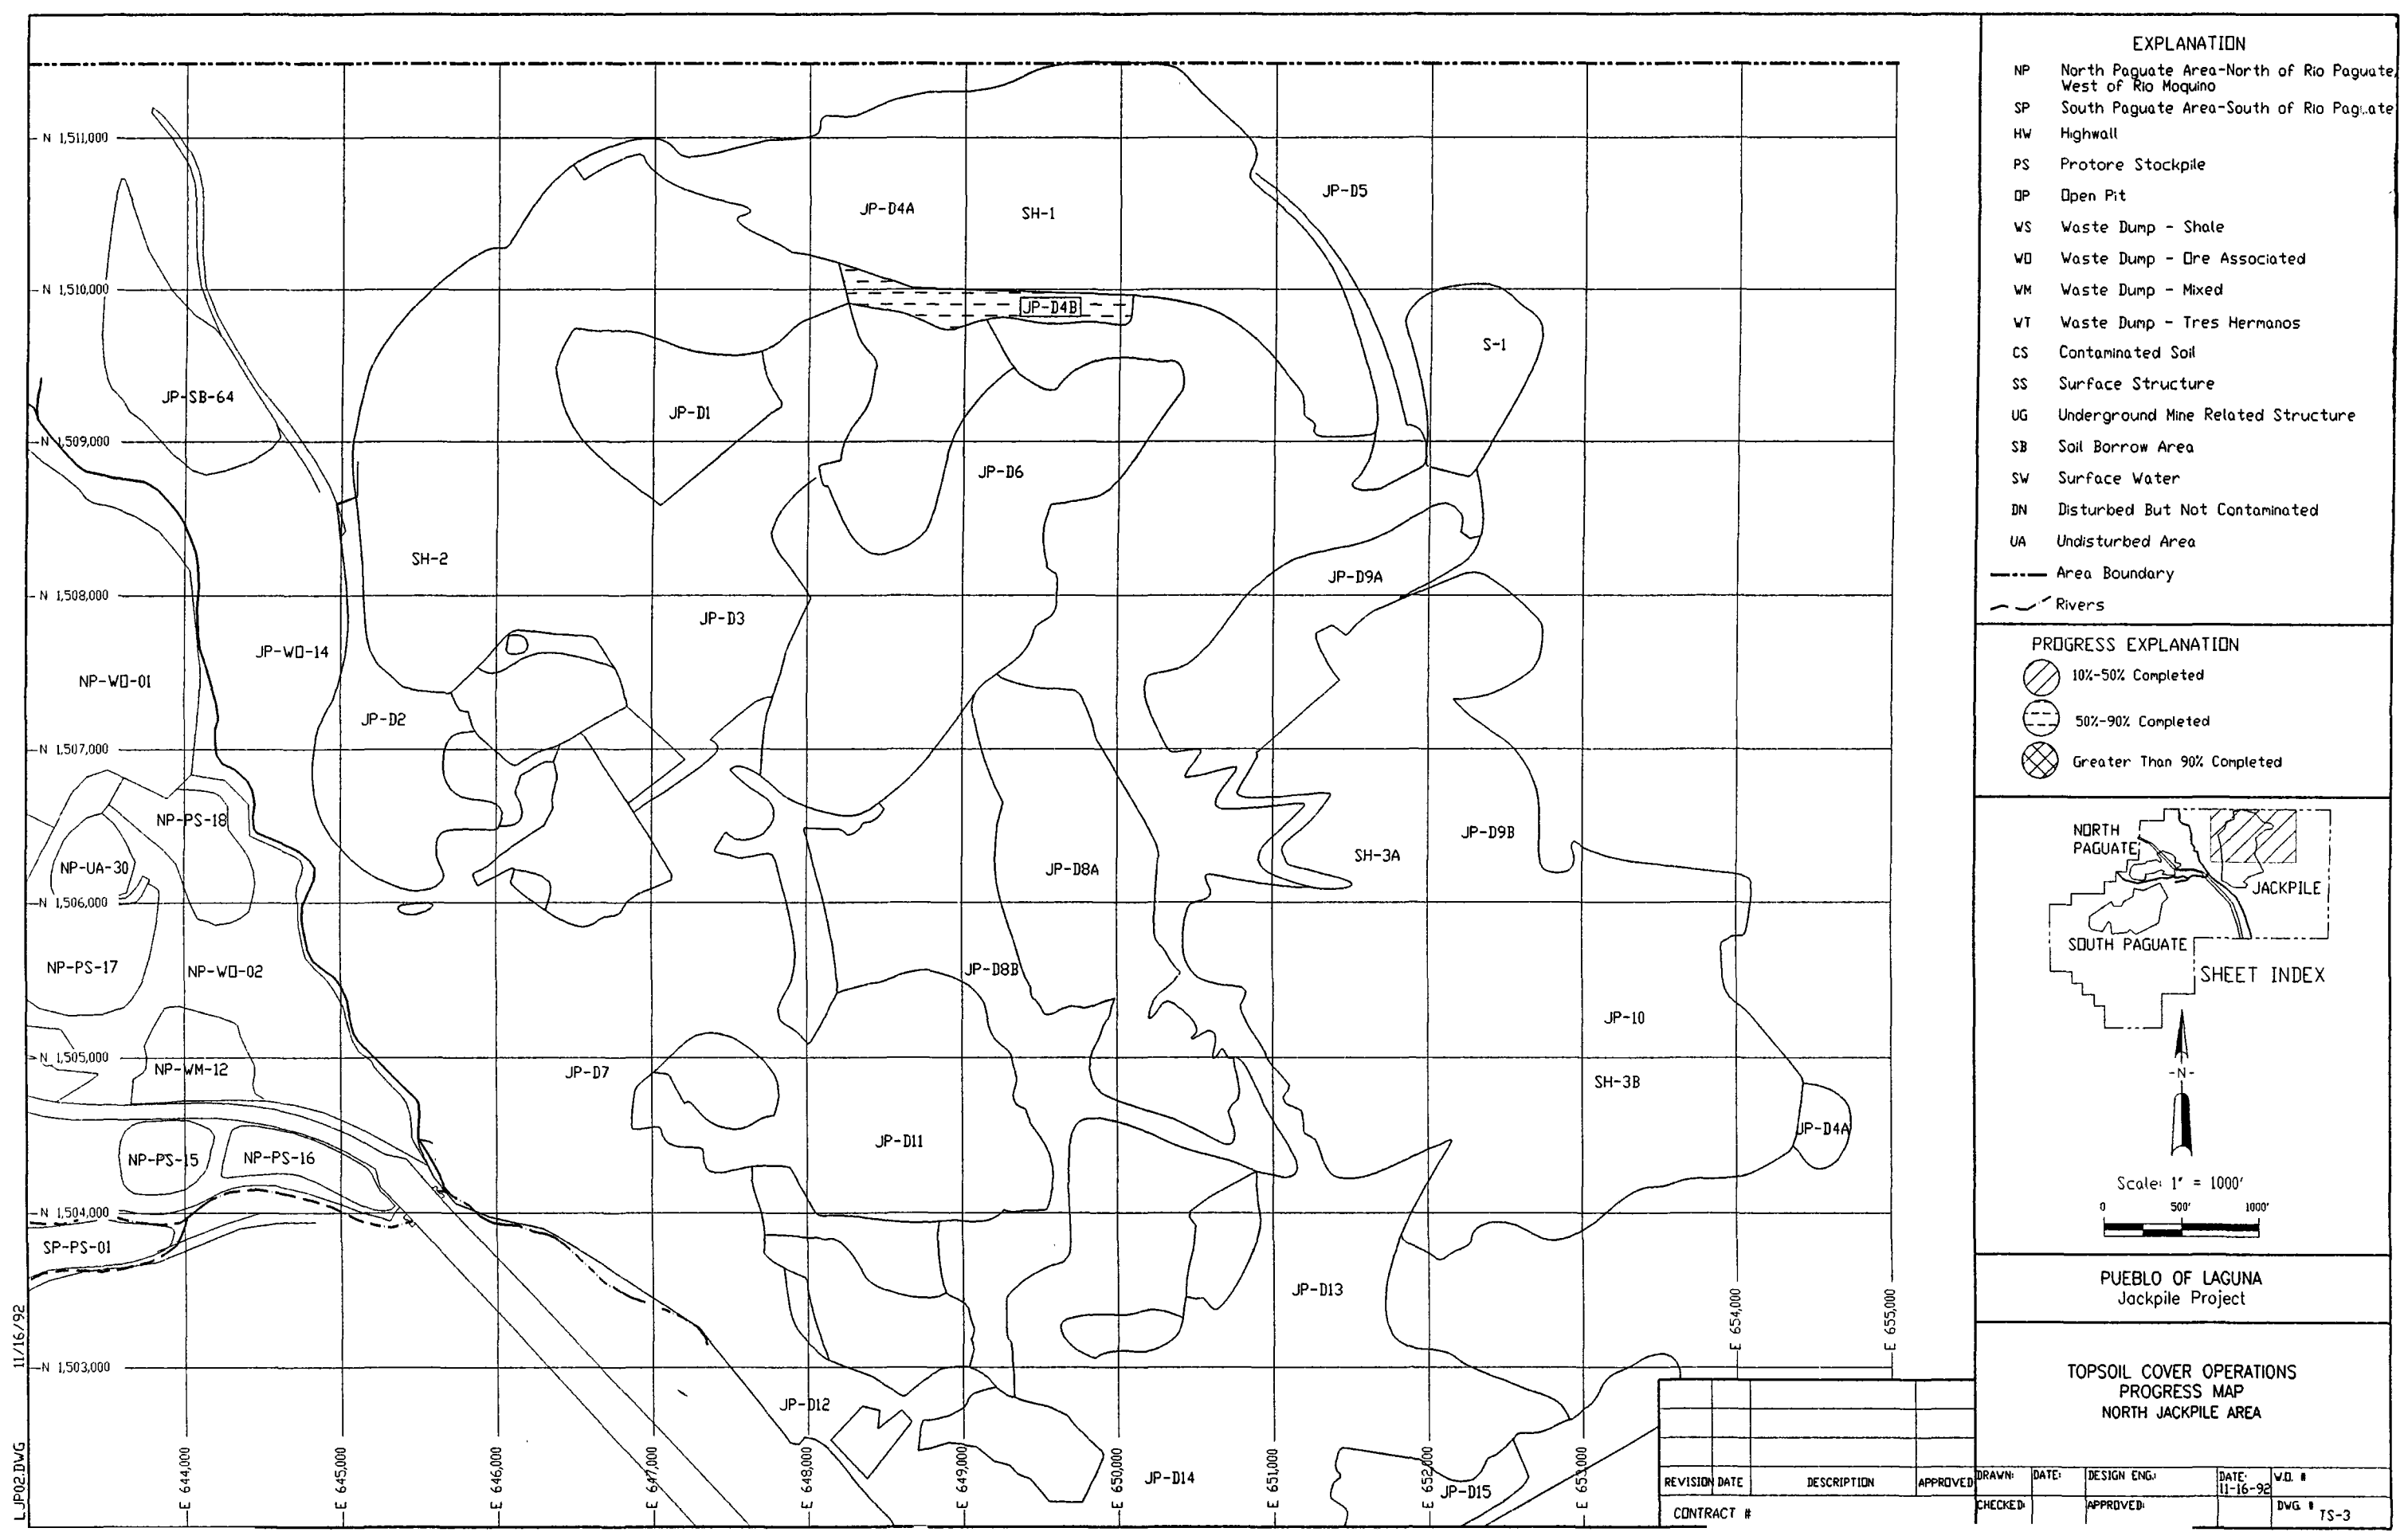 EXPLANATION
NP North Paguate Area-North of Rio Paguate,
West of Rio Moquino
SP South Paguate Area-South of Rio Paguate
HW Highwall
PS Protore Stockpile
OP Open Pit
WS Waste Dump - Shale
WO Waste Dump - Ore Associated
WM Waste Dump - Mixed
WT Waste Dump - Tres Hermanos
CS Contaminated Soil
SS Surface Structure
UG Underground Mine Related Structure
SB Soil Borrow Area
SW Surface Water
DN Disturbed But Not Contaminated
UA Undisturbed Area
Area Boundary
Rivers
PROGRESS EXPLANATION
10%-50% Completed
50%-90% Completed
Greater Than 90% Completed
NORTH
PAGUATE
JACKPILE
SOUTH PAGUATE
SHEET INDEX
-N-
Scale: 1" = 1000'
0 500' 1000'
PUEBLO OF LAGUNA
Jackpile Project
TOPSOIL COVER OPERATIONS
PROGRESS MAP
NORTH JACKPILE AREA
DRAWN: DATE: DESIGN ENG.: DATE: W.O. #
11-16-92
CHECKED: APPROVED: DWG #
TS-3
REVISION DATE DESCRIPTION APPROVED
CONTRACT #
N 1,511,000
JP-D5
JP-D4A
SH-1
N 1,510,000
JP-D4B
S-1
JP-SB-64
JP-D1
N 1,509,000
JP-D6
SH-2
JP-D9A
N 1,508,000
JP-D3
JP-WO-14
NP-WO-01
JP-D2
N 1,507,000
NP-PS-18
JP-D9B
SH-3A
NP-UA-30
JP-D8A
N 1,506,000
NP-PS-17
NP-WO-02
JP-D8B
JP-10
N 1,505,000
NP-WM-12
JP-D7
SH-3B
JP-D11
JP-D4A
NP-PS-15
NP-PS-16
N 1,504,000
SP-PS-01
JP-D13
N 1,503,000
JP-D12
JP-D14
JP-D15
E 644,000
E 645,000
E 646,000
E 647,000
E 648,000
E 649,000
E 650,000
E 651,000
E 652,000
E 653,000
E 654,000
E 655,000
LJP02.DWG 11/16/92